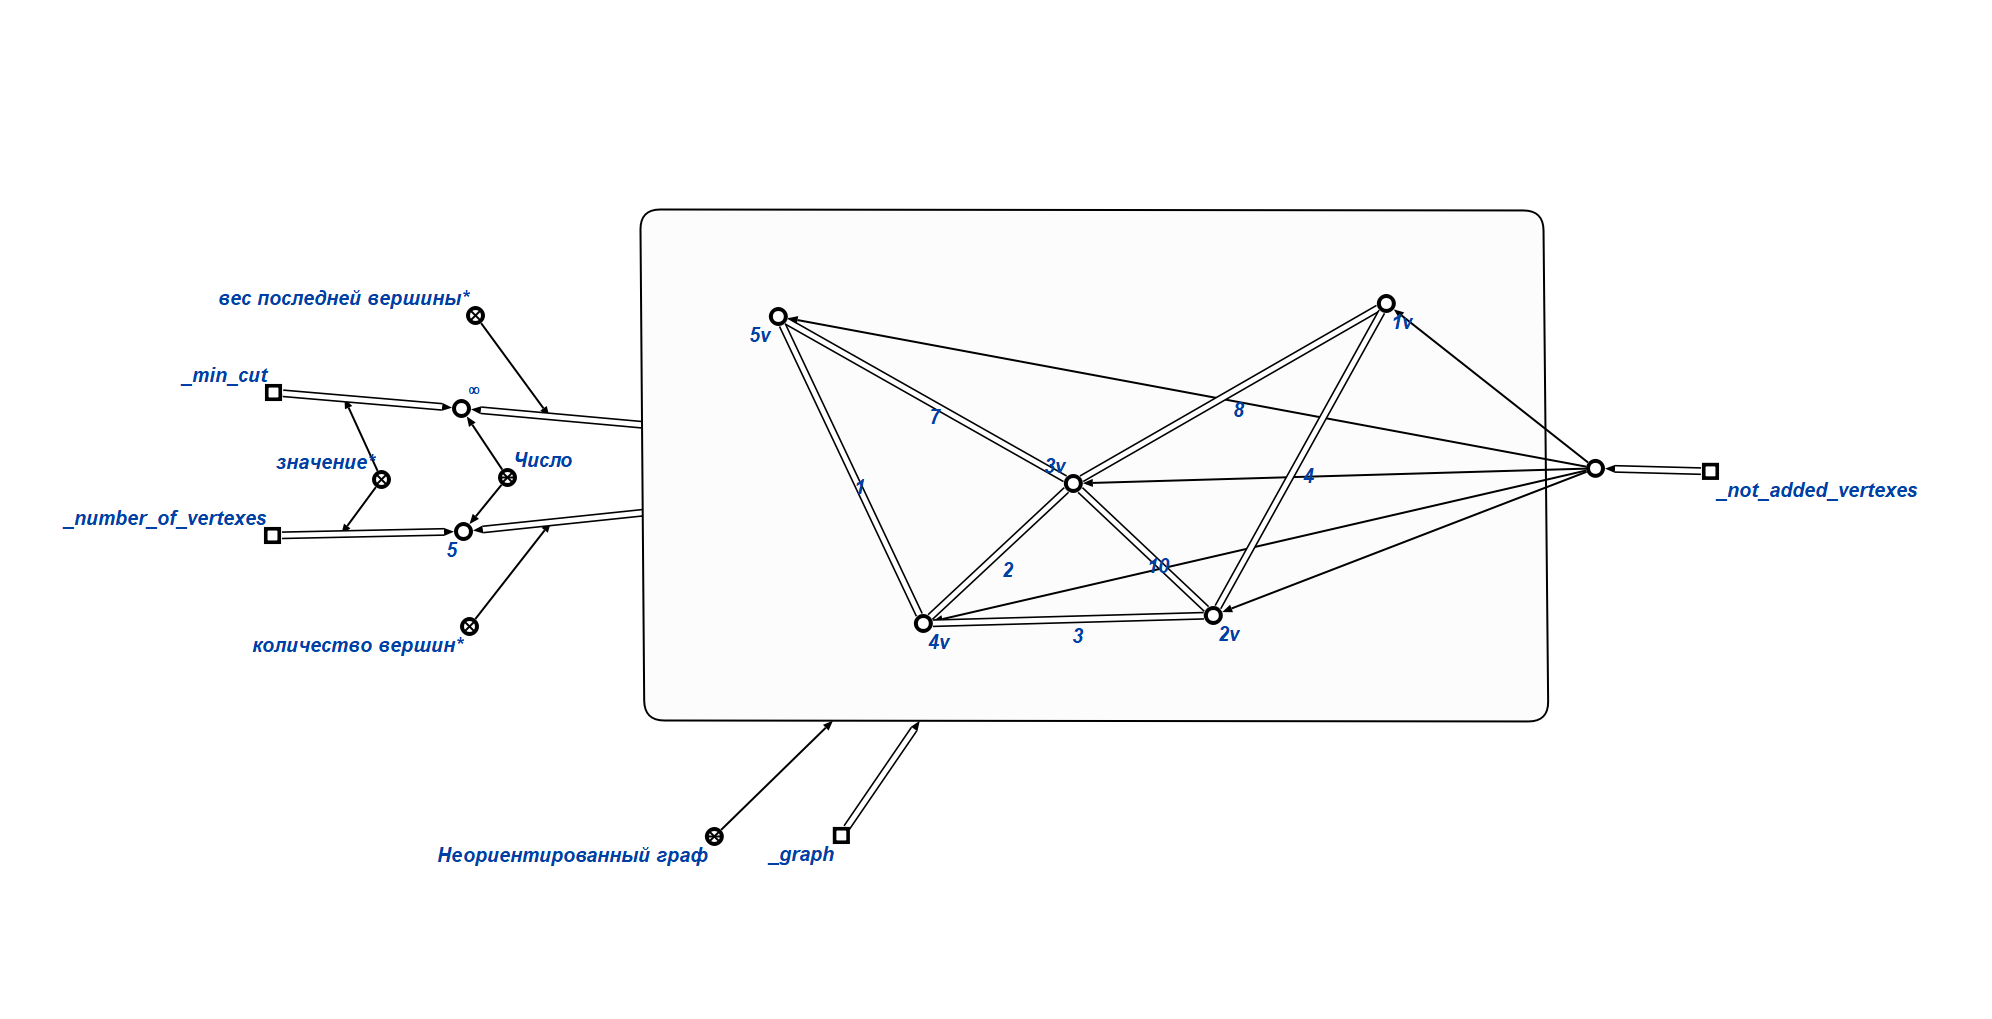 вес последней вершины*
_min_cut
∞
значение*
Число
_number_of_vertexes
5
количество вершин*
5v
1v
7
8
3v
1
4
_not_added_vertexes
2
10
4v
3
2v
Неориентированный граф
_graph